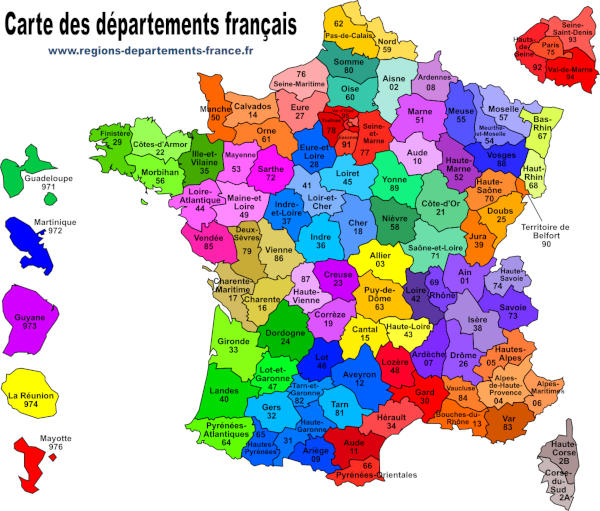 Carte des départements français
www.regions-departements-france.fr
62
Pas-de-Calais
Nord
59
Somme
80
76
Seine-Maritime
Oise
60
Aisne
02
Ardennes
08
Seine-
Saint-Denis
93
Hauts-de-
Seine
Paris
75
92
Val-de-Marne
94
Manche
50
Calvados
14
Eure
27
Orne
61
95
Yvelines
78
Essonne
91
Seine-
et-
Marne
77
Marne
51
Meuse
55
Moselle
57
Meurthe-
et-Moselle
54
Bas-
Rhin
67
Vosges
88
Haut-
Rhin
68
Finistère
29
Côtes-d'Armor
22
Morbihan
56
Ille-et-
Vilaine
35
Mayenne
53
Sarthe
72
Eure-et
Loire
28
Loiret
45
Aude
10
Haute-
Marne
52
Yonne
89
Haute-
Saône
70
Doubs
25
Territoire de
Belfort
90
Guadeloupe
971
Martinique
972
Guyane
973
La Réunion
974
Mayotte
976
Loire-
Atlantique
44
Maine-et
Loire
49
Indre-
et-Loire
37
41
Loir-et
Cher
Cher
18
Nièvre
58
Côte-d'Or
21
Saône-et-Loire
71
Jura
39
Vendée
85
Deux-
Sèvres
79
Vienne
86
Indre
36
Allier
03
Charente-
Maritime
17
Charente
16
87
Haute-
Vienne
Creuse
23
Puy-de-
Dôme
63
Loire
42
69
Rhône
Ain
01
Haute-
Savoie
74
Savoie
73
Isère
38
Corrèze
19
Cantal
15
Haute-Loire
43
Gironde
33
Dordogne
24
Lot
46
Lot-et-
Garonne
47
Aveyron
12
Lozère
48
Ardèche
07
Drôme
26
Hautes-
Alpes
05
Landes
40
Gers
32
Tarn-et
Garonne
82
Tarn
81
Gard
30
Vaucluse
84
Alpes-
de-Haute-
Provence
04
Alpes-
Maritimes
06
Pyrénées-
Atlantiques
64
65
Hautes
Pyrénées
Haute-
Garonne
31
Ariège
09
Aude
11
Hérault
34
Bouches-du-
Rhône
13
Var
83
66
Pyrénées-Orientales
Haute
Corse
2B
Corse-
du-
Sud
2A